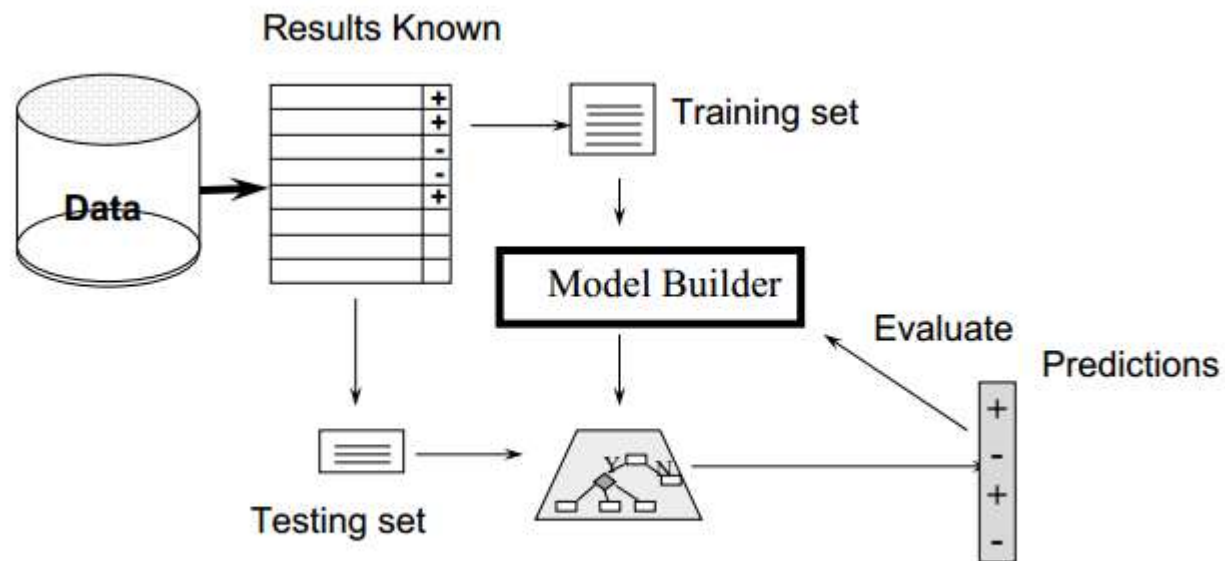 Results Known
+
+
-
-
+
Training set
Data
Model Builder
Evaluate
Predictions
+
-
+
-
Y
N
Testing set